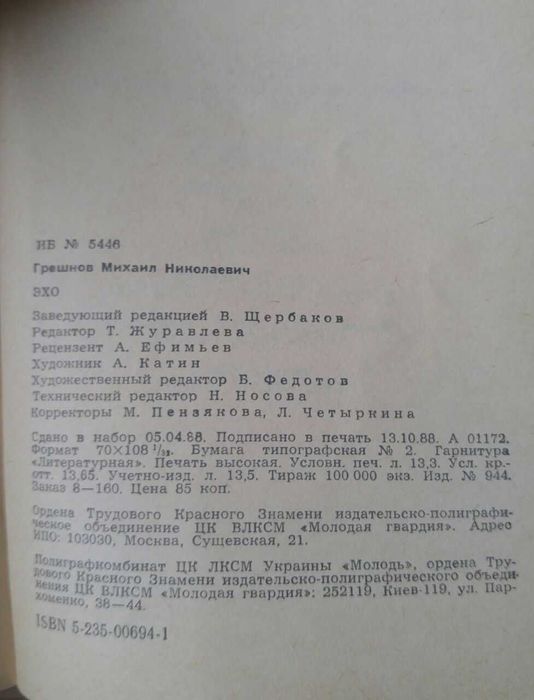 ИБ № 5446
Грешнов Михаил Николаевич
ЭХО
Заведующий редакцией В. Щербаков
Редактор Т. Журавлева
Рецензент А. Ефимьев
Художник А. Катин
Художественный редактор Б. Федотов
Технический редактор Н. Носова
Корректоры М. Пензякова, Л. Четыркина
Сдано в набор 05.04.88. Подписано в печать 13.10.88. А 01172.
Формат 70×108 1/32. Бумага типографская № 2. Гарнитура
«Литературная». Печать высокая. Условн. печ. л. 13,3. Усл. кр.-
отт. 13,65. Учетно-изд. л. 13,5. Тираж 100 000 экз. Изд. № 944.
Заказ 8—160. Цена 85 коп.
Ордена Трудового Красного Знамени издательско-полиграфи-
ческое объединение ЦК ВЛКСМ «Молодая гвардия». Адрес
ИПО: 103030, Москва, Сущевская, 21.
Полиграфкомбинат ЦК ЛКСМ Украины «Молодь», ордена Тру-
дового Красного Знамени издательско-полиграфического объеди-
нения ЦК ВЛКСМ «Молодая гвардия»: 252119, Киев-119, ул. Пар-
хоменко, 38—44.
ISBN 5-235-00694-1